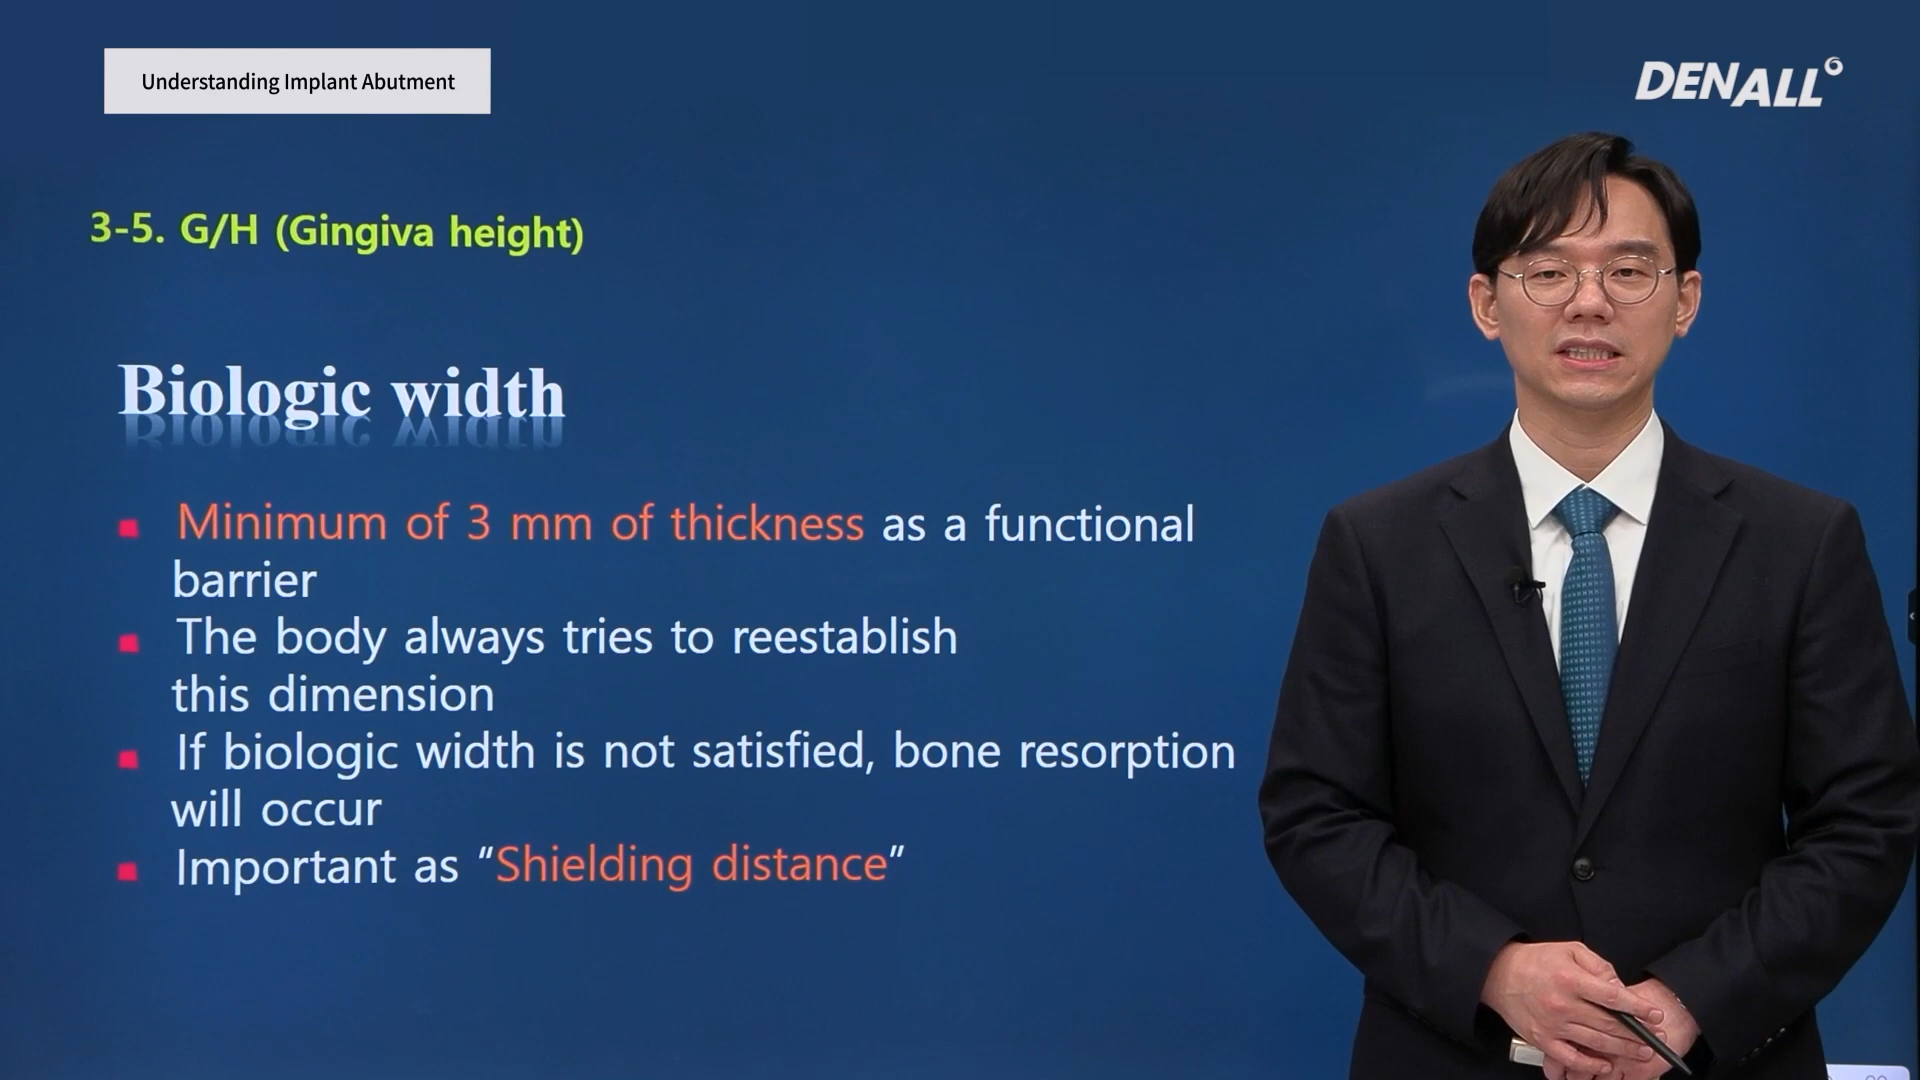 Understanding Implant Abutment
DENALL
3-5. G/H (Gingiva height)
Biologic width
Minimum of 3 mm of thickness as a functional
barrier
The body always tries to reestablish
this dimension
If biologic width is not satisfied, bone resorption
will occur
Important as “Shielding distance”